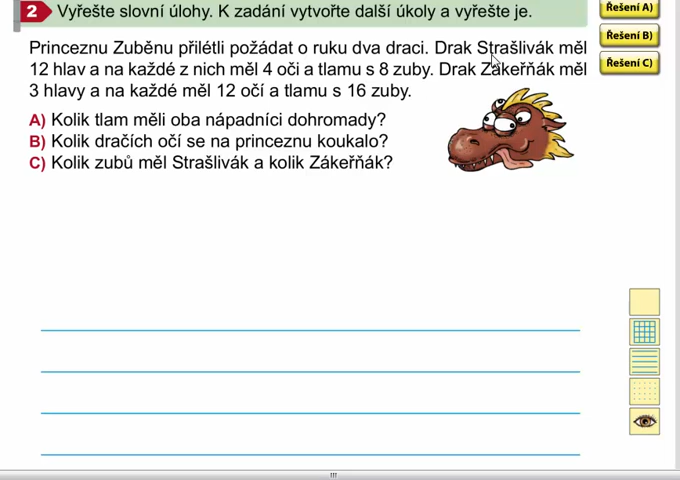 2 Vyřešte slovní úlohy. K zadání vytvořte další úkoly a vyřešte je.
Řešení A)
Řešení B)
Řešení C)
Princeznu Zuběnu přilétli požádat o ruku dva draci. Drak Strašlivák měl
12 hlav a na každé z nich měl 4 oči a tlamu s 8 zuby. Drak Zákeřňák měl
3 hlavy a na každé měl 12 očí a tlamu s 16 zuby.
A) Kolik tlam měli oba nápadníci dohromady?
B) Kolik dračích očí se na princeznu koukalo?
C) Kolik zubů měl Strašlivák a kolik Zákeřňák?